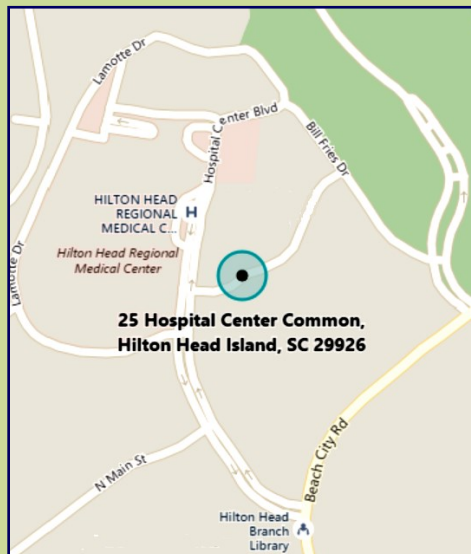 Lamotte Dr
Hospital Center Blvd
Bill Fries Dr
HILTON HEAD
REGIONAL
MEDICAL C...
H
Hilton Head Regional
Medical Center
Lamotte Dr
25 Hospital Center Common,
Hilton Head Island, SC 29926
N Main St
Beach City Rd
Hilton Head
Branch
Library